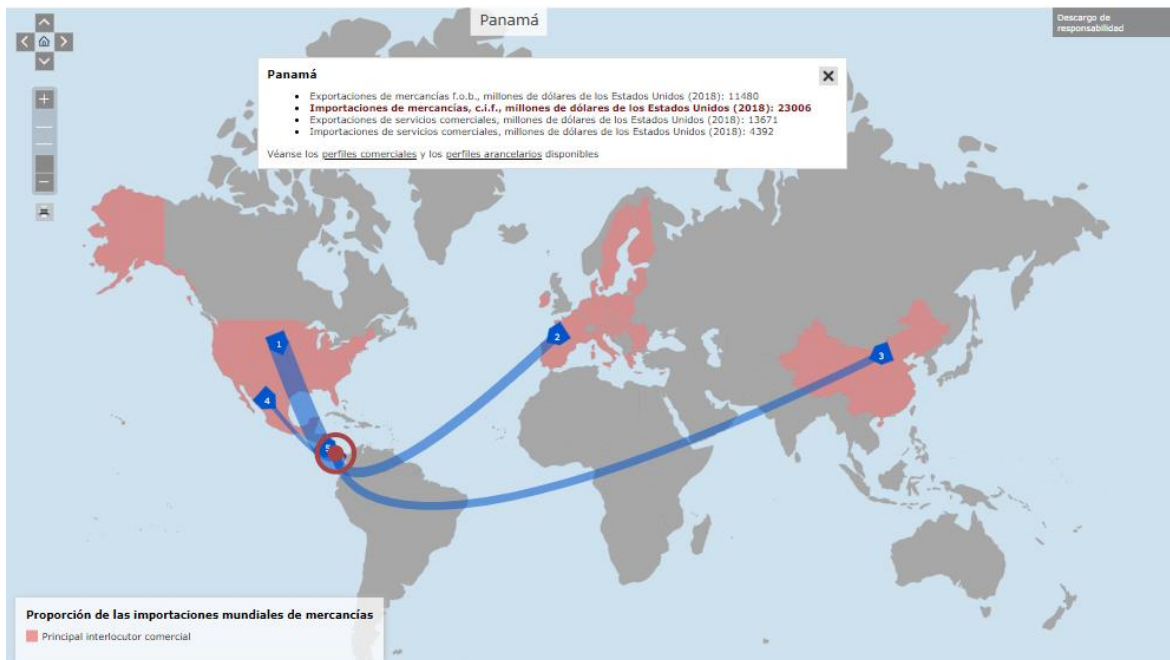 Panamá
Descargo de
responsabilidad
Panamá
Exportaciones de mercancías f.o.b., millones de dólares de los Estados Unidos (2018): 11480
Importaciones de mercancías, c.i.f., millones de dólares de los Estados Unidos (2018): 23006
Exportaciones de servicios comerciales, millones de dólares de los Estados Unidos (2018): 13671
Importaciones de servicios comerciales, millones de dólares de los Estados Unidos (2018): 4392
Véanse los perfiles comerciales y los perfiles arancelarios disponibles
1
2
3
4
5
Proporción de las importaciones mundiales de mercancías
Principal interlocutor comercial